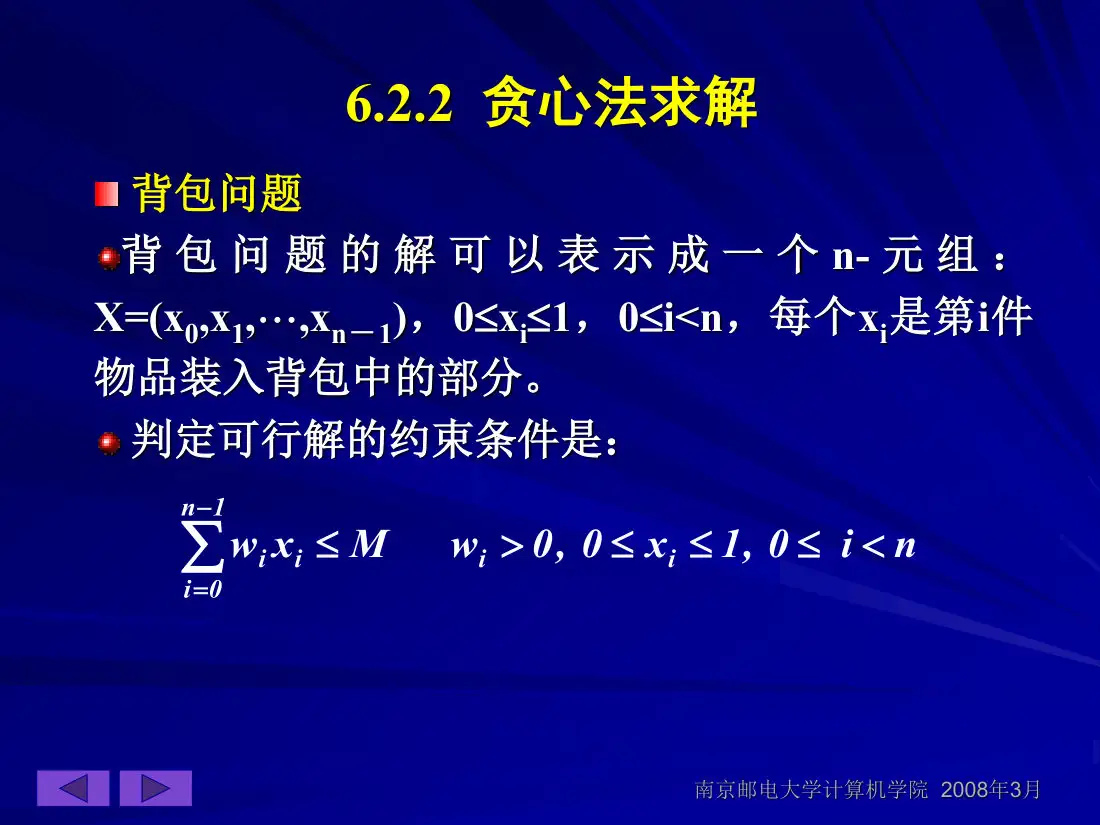 6.2.2 贪心法求解
背包问题
背包问题的解可以表示成一个n-元组：
X=(x₀,x₁,⋯,xₙ₋₁)，0≤xᵢ≤1，0≤i<n，每个xᵢ是第i件
物品装入背包中的部分。
判定可行解的约束条件是：
n−1
∑ wᵢ xᵢ ≤ M wᵢ > 0, 0 ≤ xᵢ ≤ 1, 0 ≤ i < n
i=0
南京邮电大学计算机学院 2008年3月